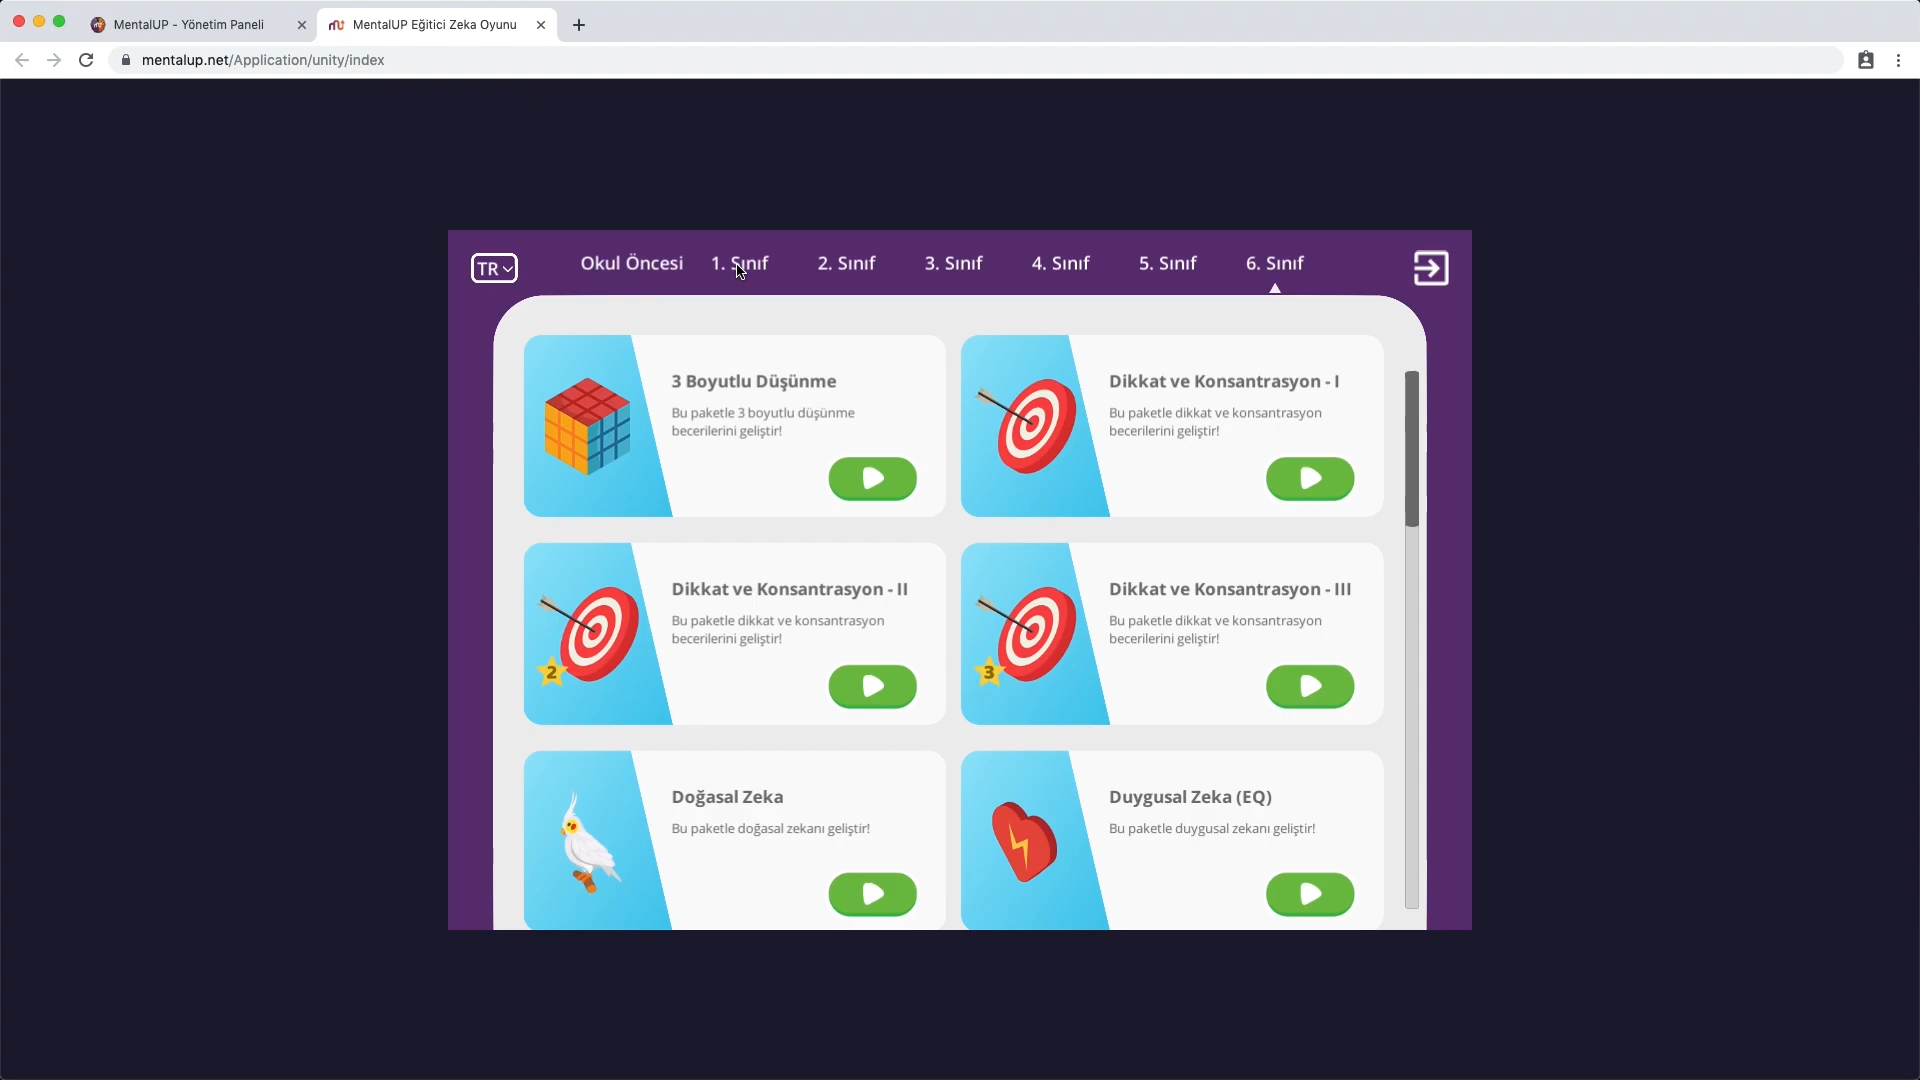 MentalUP - Yönetim Paneli
MentalUP Eğitici Zeka Oyunu
mentalup.net/Application/unity/index
TR
Okul Öncesi
1. Sınıf
2. Sınıf
3. Sınıf
4. Sınıf
5. Sınıf
6. Sınıf
3 Boyutlu Düşünme
Bu paketle 3 boyutlu düşünme
becerilerini geliştir!
Dikkat ve Konsantrasyon - I
Bu paketle dikkat ve konsantrasyon
becerilerini geliştir!
Dikkat ve Konsantrasyon - II
Bu paketle dikkat ve konsantrasyon
becerilerini geliştir!
2
Dikkat ve Konsantrasyon - III
Bu paketle dikkat ve konsantrasyon
becerilerini geliştir!
3
Doğasal Zeka
Bu paketle doğasal zekanı geliştir!
Duygusal Zeka (EQ)
Bu paketle duygusal zekanı geliştir!